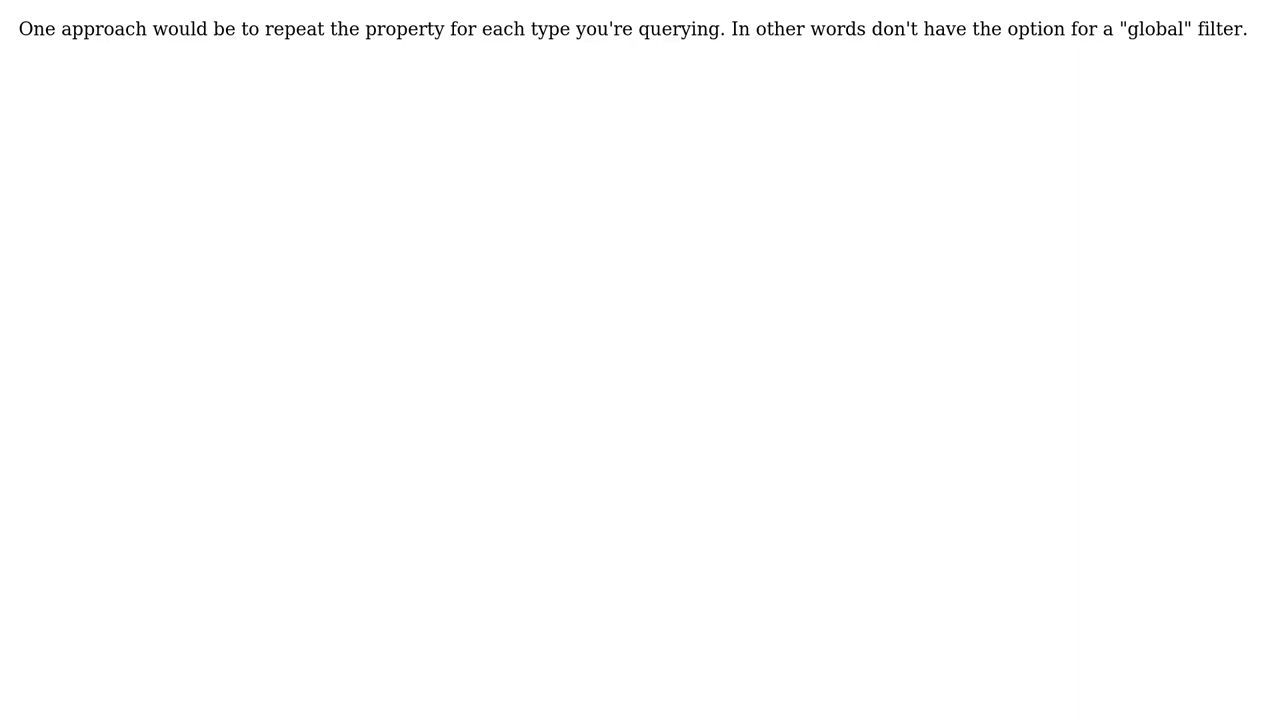 One approach would be to repeat the property for each type you're querying. In other words don't have the option for a "global" filter.